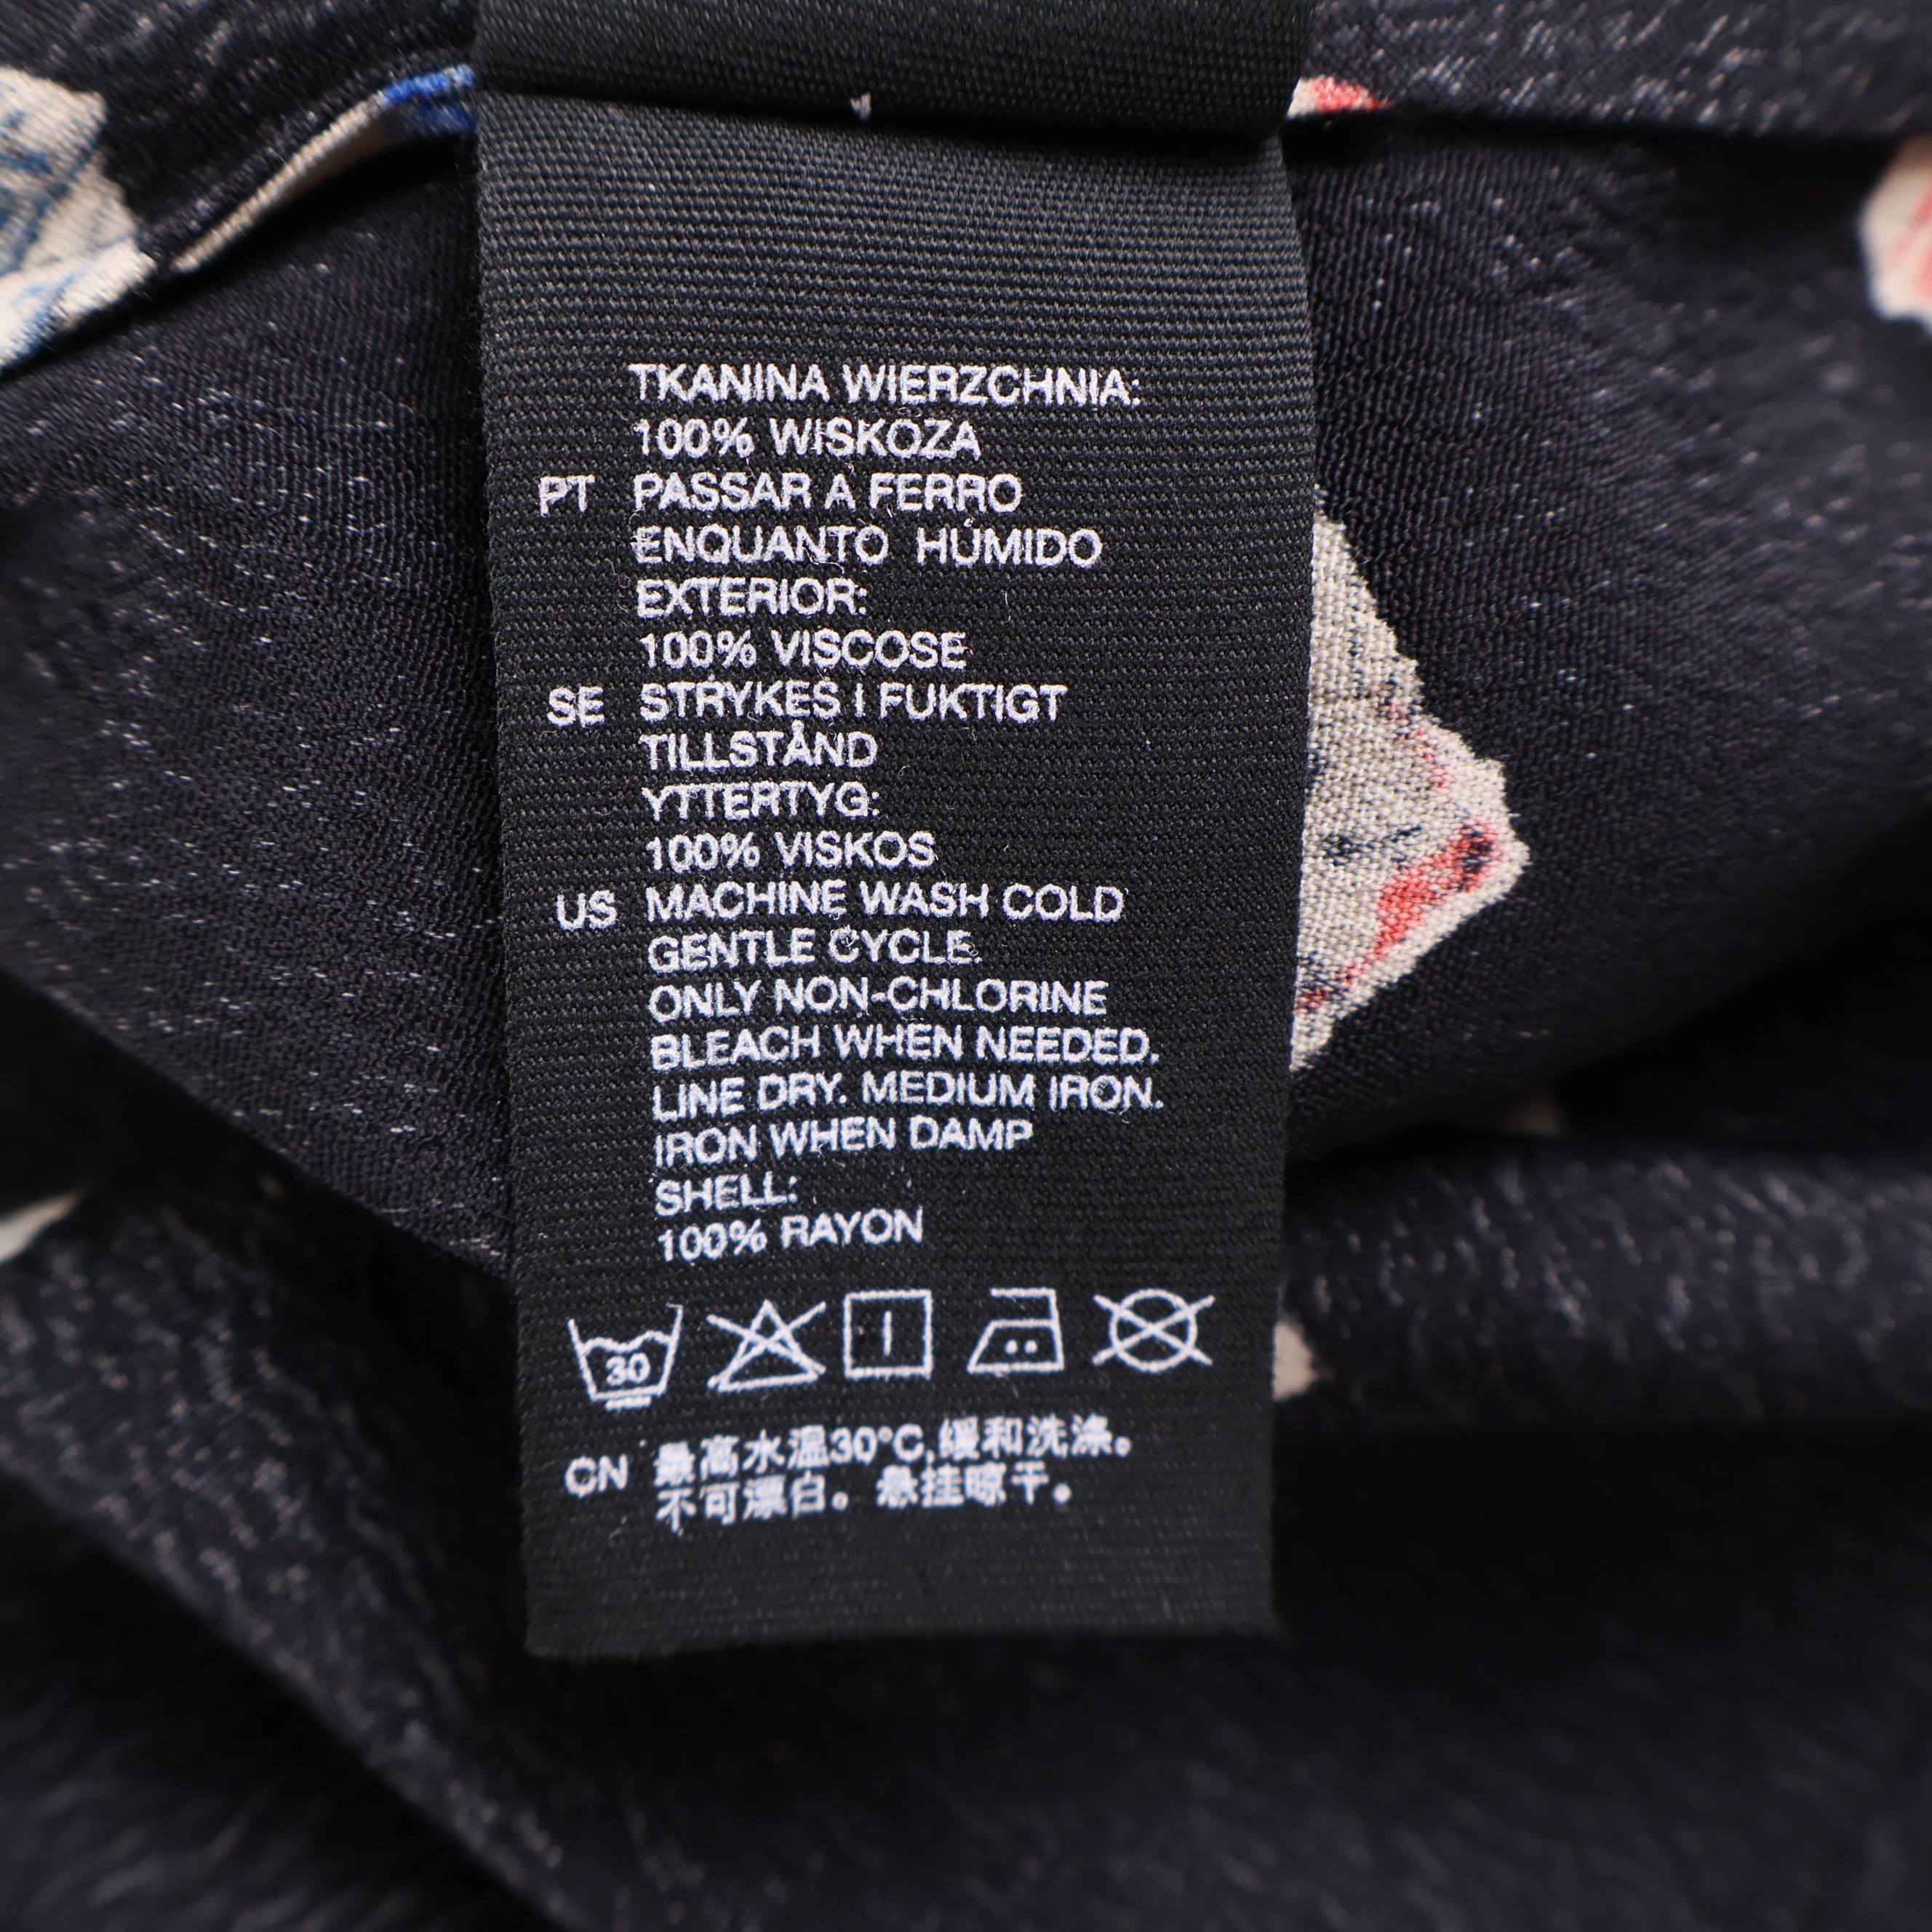 TKANINA WIERZCHNIA:
100% WISKOZA
PT PASSAR A FERRO
ENQUANTO HÚMIDO
EXTERIOR:
100% VISCOSE
SE STRYKES I FUKTIGT
TILLSTÅND
YTTERTYG:
100% VISKOS
US MACHINE WASH COLD
GENTLE CYCLE.
ONLY NON-CHLORINE
BLEACH WHEN NEEDED.
LINE DRY. MEDIUM IRON.
IRON WHEN DAMP
SHELL:
100% RAYON
30
CN 最高水温30°C,缓和洗涤。
不可漂白。悬挂晾干。